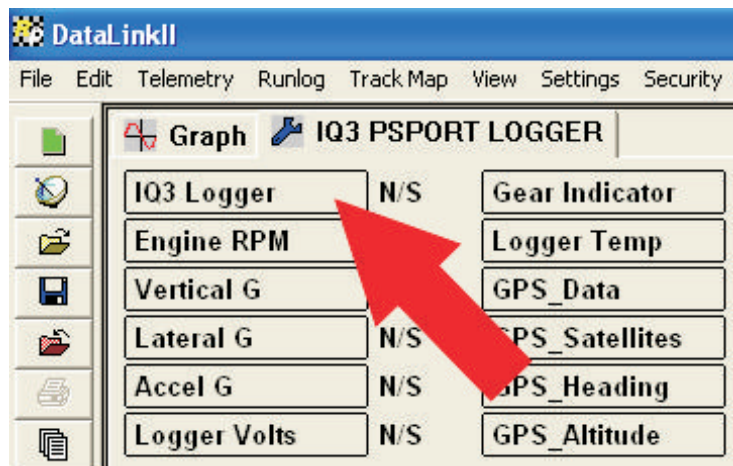 DataLinkII
File Edit Telemetry Runlog Track Map View Settings Security
Graph IQ3 PSPORT LOGGER
IQ3 Logger N/S Gear Indicator
Engine RPM Logger Temp
Vertical G GPS_Data
Lateral G N/S GPS_Satellites
Accel G N/S GPS_Heading
Logger Volts N/S GPS_Altitude